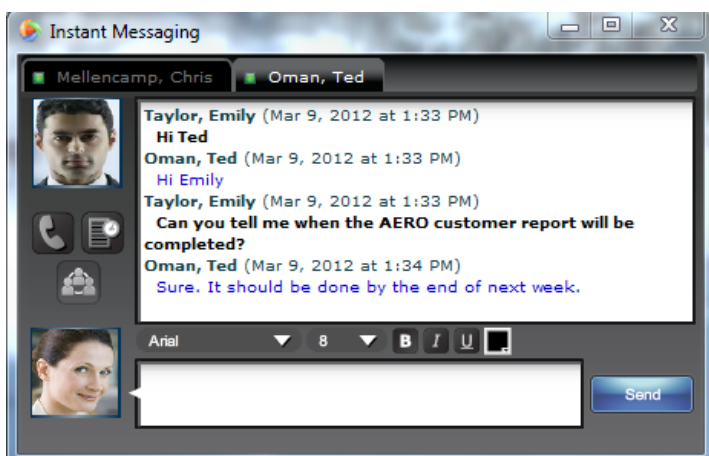 Instant Messaging
Mellencamp, Chris
Oman, Ted
Taylor, Emily (Mar 9, 2012 at 1:33 PM)
Hi Ted
Oman, Ted (Mar 9, 2012 at 1:33 PM)
Hi Emily
Taylor, Emily (Mar 9, 2012 at 1:33 PM)
Can you tell me when the AERO customer report will be
completed?
Oman, Ted (Mar 9, 2012 at 1:34 PM)
Sure. It should be done by the end of next week.
Arial 8 B I U
Send